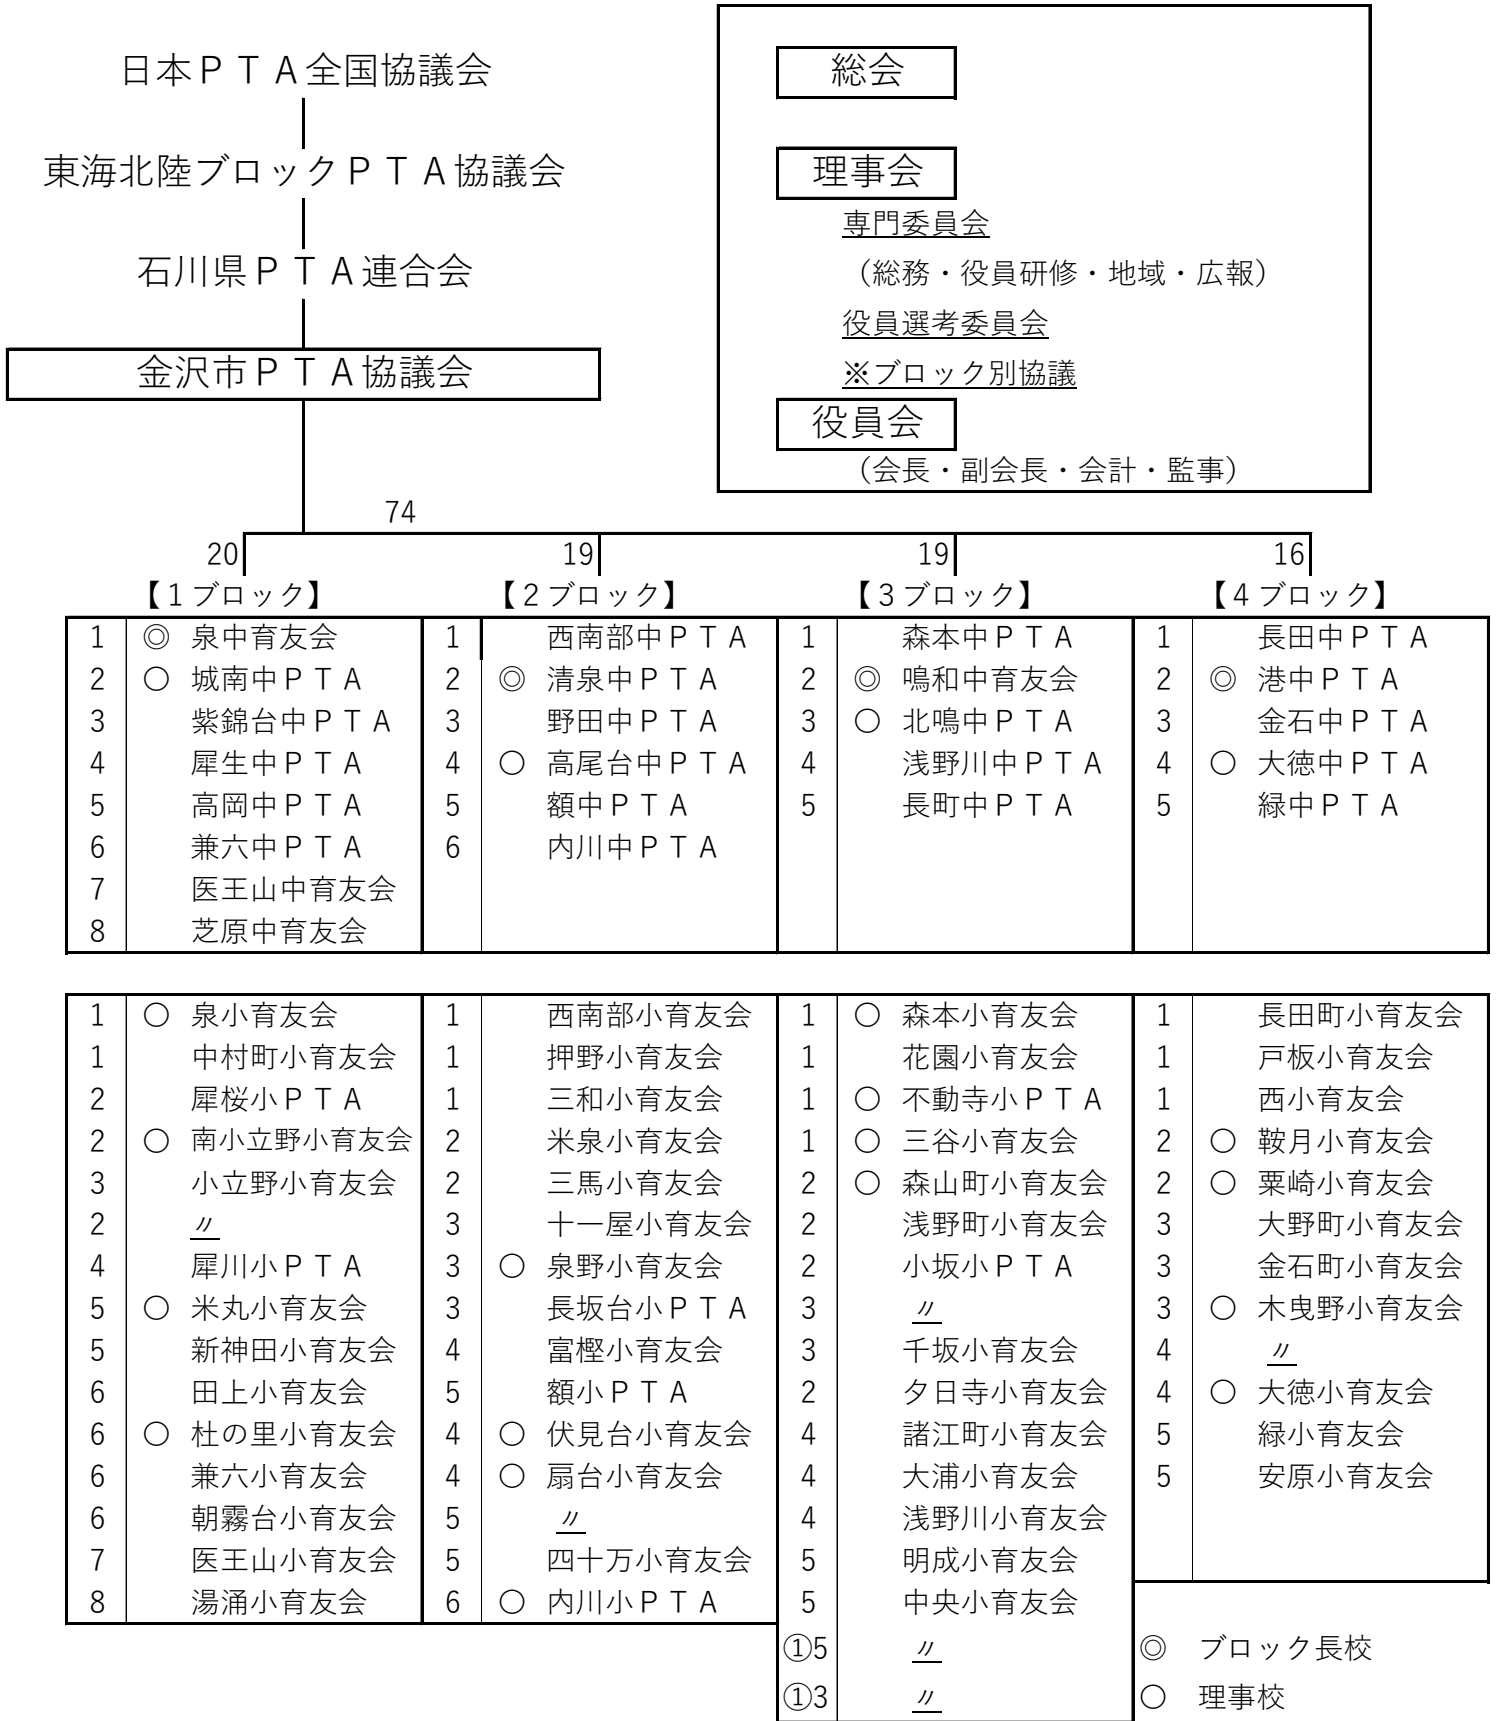 日本ＰＴＡ全国協議会
東海北陸ブロックＰＴＡ協議会
石川県ＰＴＡ連合会
金沢市ＰＴＡ協議会
総会
理事会
専門委員会
（総務・役員研修・地域・広報）
役員選考委員会
※ブロック別協議
役員会
（会長・副会長・会計・監事）
74
20 19 19 16
【１ブロック】 【２ブロック】 【３ブロック】 【４ブロック】
1 ◎ 泉中育友会 1 西南部中ＰＴＡ 1 森本中ＰＴＡ 1 長田中ＰＴＡ
2 ○ 城南中ＰＴＡ 2 ◎ 清泉中ＰＴＡ 2 ◎ 鳴和中育友会 2 ◎ 港中ＰＴＡ
3 紫錦台中ＰＴＡ 3 野田中ＰＴＡ 3 ○ 北鳴中ＰＴＡ 3 金石中ＰＴＡ
4 犀生中ＰＴＡ 4 ○ 高尾台中ＰＴＡ 4 浅野川中ＰＴＡ 4 ○ 大徳中ＰＴＡ
5 高岡中ＰＴＡ 5 額中ＰＴＡ 5 長町中ＰＴＡ 5 緑中ＰＴＡ
6 兼六中ＰＴＡ 6 内川中ＰＴＡ
7 医王山中育友会
8 芝原中育友会
1 ○ 泉小育友会 1 西南部小育友会 1 ○ 森本小育友会 1 長田町小育友会
1 中村町小育友会 1 押野小育友会 1 花園小育友会 1 戸板小育友会
2 犀桜小ＰＴＡ 1 三和小育友会 1 ○ 不動寺小ＰＴＡ 1 西小育友会
2 ○ 南小立野小育友会 2 米泉小育友会 1 ○ 三谷小育友会 2 ○ 鞍月小育友会
3 小立野小育友会 2 三馬小育友会 2 ○ 森山町小育友会 2 ○ 粟崎小育友会
2 〃 3 十一屋小育友会 2 浅野町小育友会 3 大野町小育友会
4 犀川小ＰＴＡ 3 ○ 泉野小育友会 2 小坂小ＰＴＡ 3 金石町小育友会
5 ○ 米丸小育友会 3 長坂台小ＰＴＡ 3 〃 3 ○ 木曳野小育友会
5 新神田小育友会 4 富樫小育友会 3 千坂小育友会 4 〃
6 田上小育友会 5 額小ＰＴＡ 2 夕日寺小育友会 4 ○ 大徳小育友会
6 ○ 杜の里小育友会 4 ○ 伏見台小育友会 4 諸江町小育友会 5 緑小育友会
6 兼六小育友会 4 ○ 扇台小育友会 4 大浦小育友会 5 安原小育友会
6 朝霧台小育友会 5 〃 4 浅野川小育友会
7 医王山小育友会 5 四十万小育友会 5 明成小育友会
8 湯涌小育友会 6 ○ 内川小ＰＴＡ 5 中央小育友会
①5 〃 ◎ ブロック長校
①3 〃 ○ 理事校